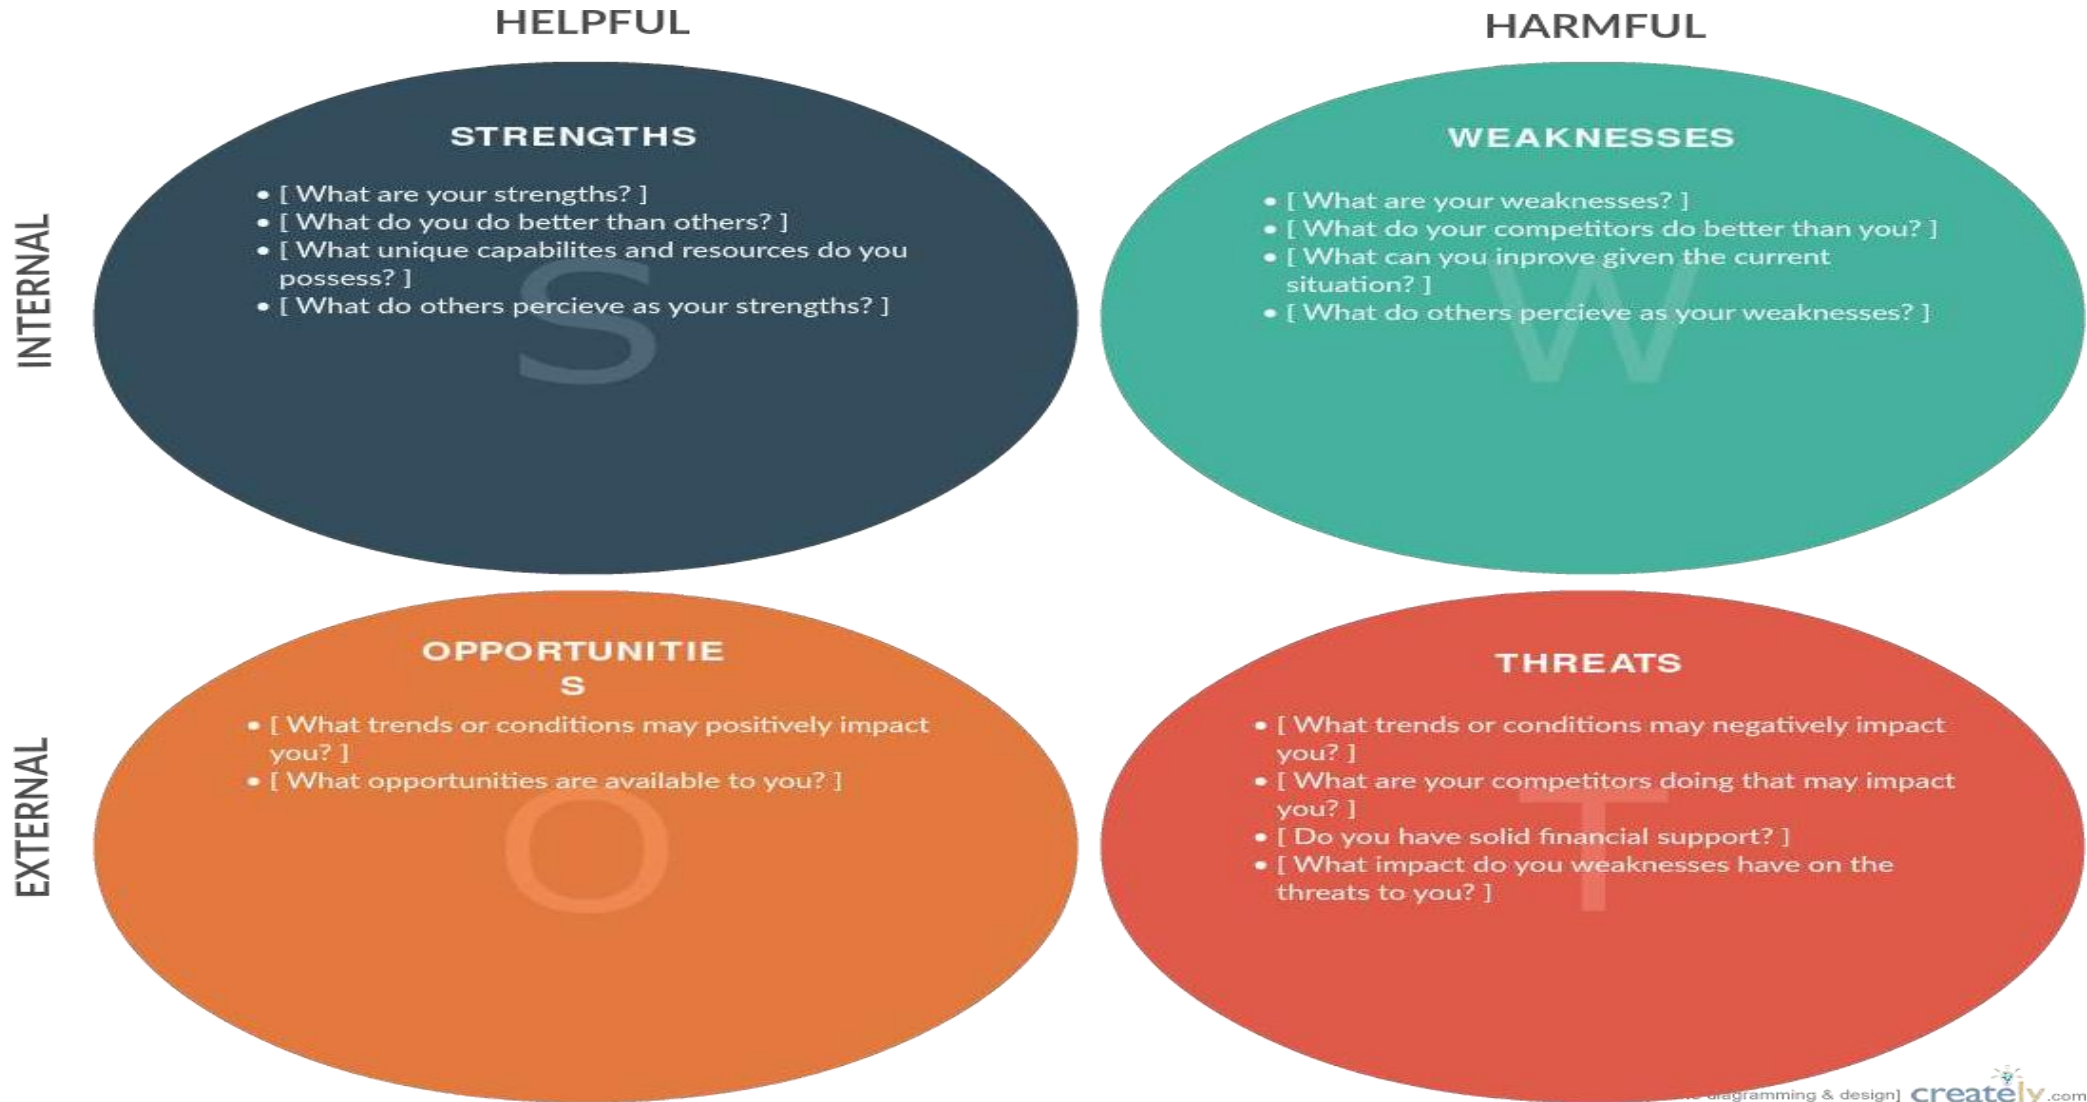 HELPFUL
HARMFUL
INTERNAL
STRENGTHS
• [ What are your strengths? ]
• [ What do you do better than others? ]
• [ What unique capabilites and resources do you
possess? ]
• [ What do others percieve as your strengths? ]
S
WEAKNESSES
• [ What are your weaknesses? ]
• [ What do your competitors do better than you? ]
• [ What can you inprove given the current
situation? ]
• [ What do others percieve as your weaknesses? ]
W
EXTERNAL
OPPORTUNITIE
S
• [ What trends or conditions may positively impact
you? ]
• [ What opportunities are available to you? ]
O
THREATS
• [ What trends or conditions may negatively impact
you? ]
• [ What are your competitors doing that may impact
you? ]
• [ Do you have solid financial support? ]
• [ What impact do you weaknesses have on the
threats to you? ]
T
diagramming & design] creately.com